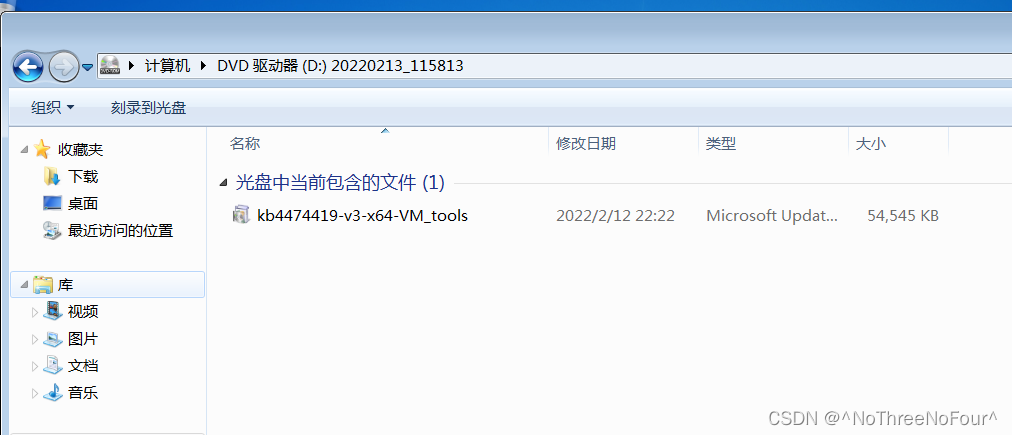 计算机 DVD 驱动器 (D:) 20220213_115813
组织 刻录到光盘
收藏夹
下载
桌面
最近访问的位置
库
视频
图片
文档
音乐
名称 修改日期 类型 大小
光盘中当前包含的文件 (1)
kb4474419-v3-x64-VM_tools 2022/2/12 22:22 Microsoft Updat... 54,545 KB
CSDN @^NoThreeNoFour^